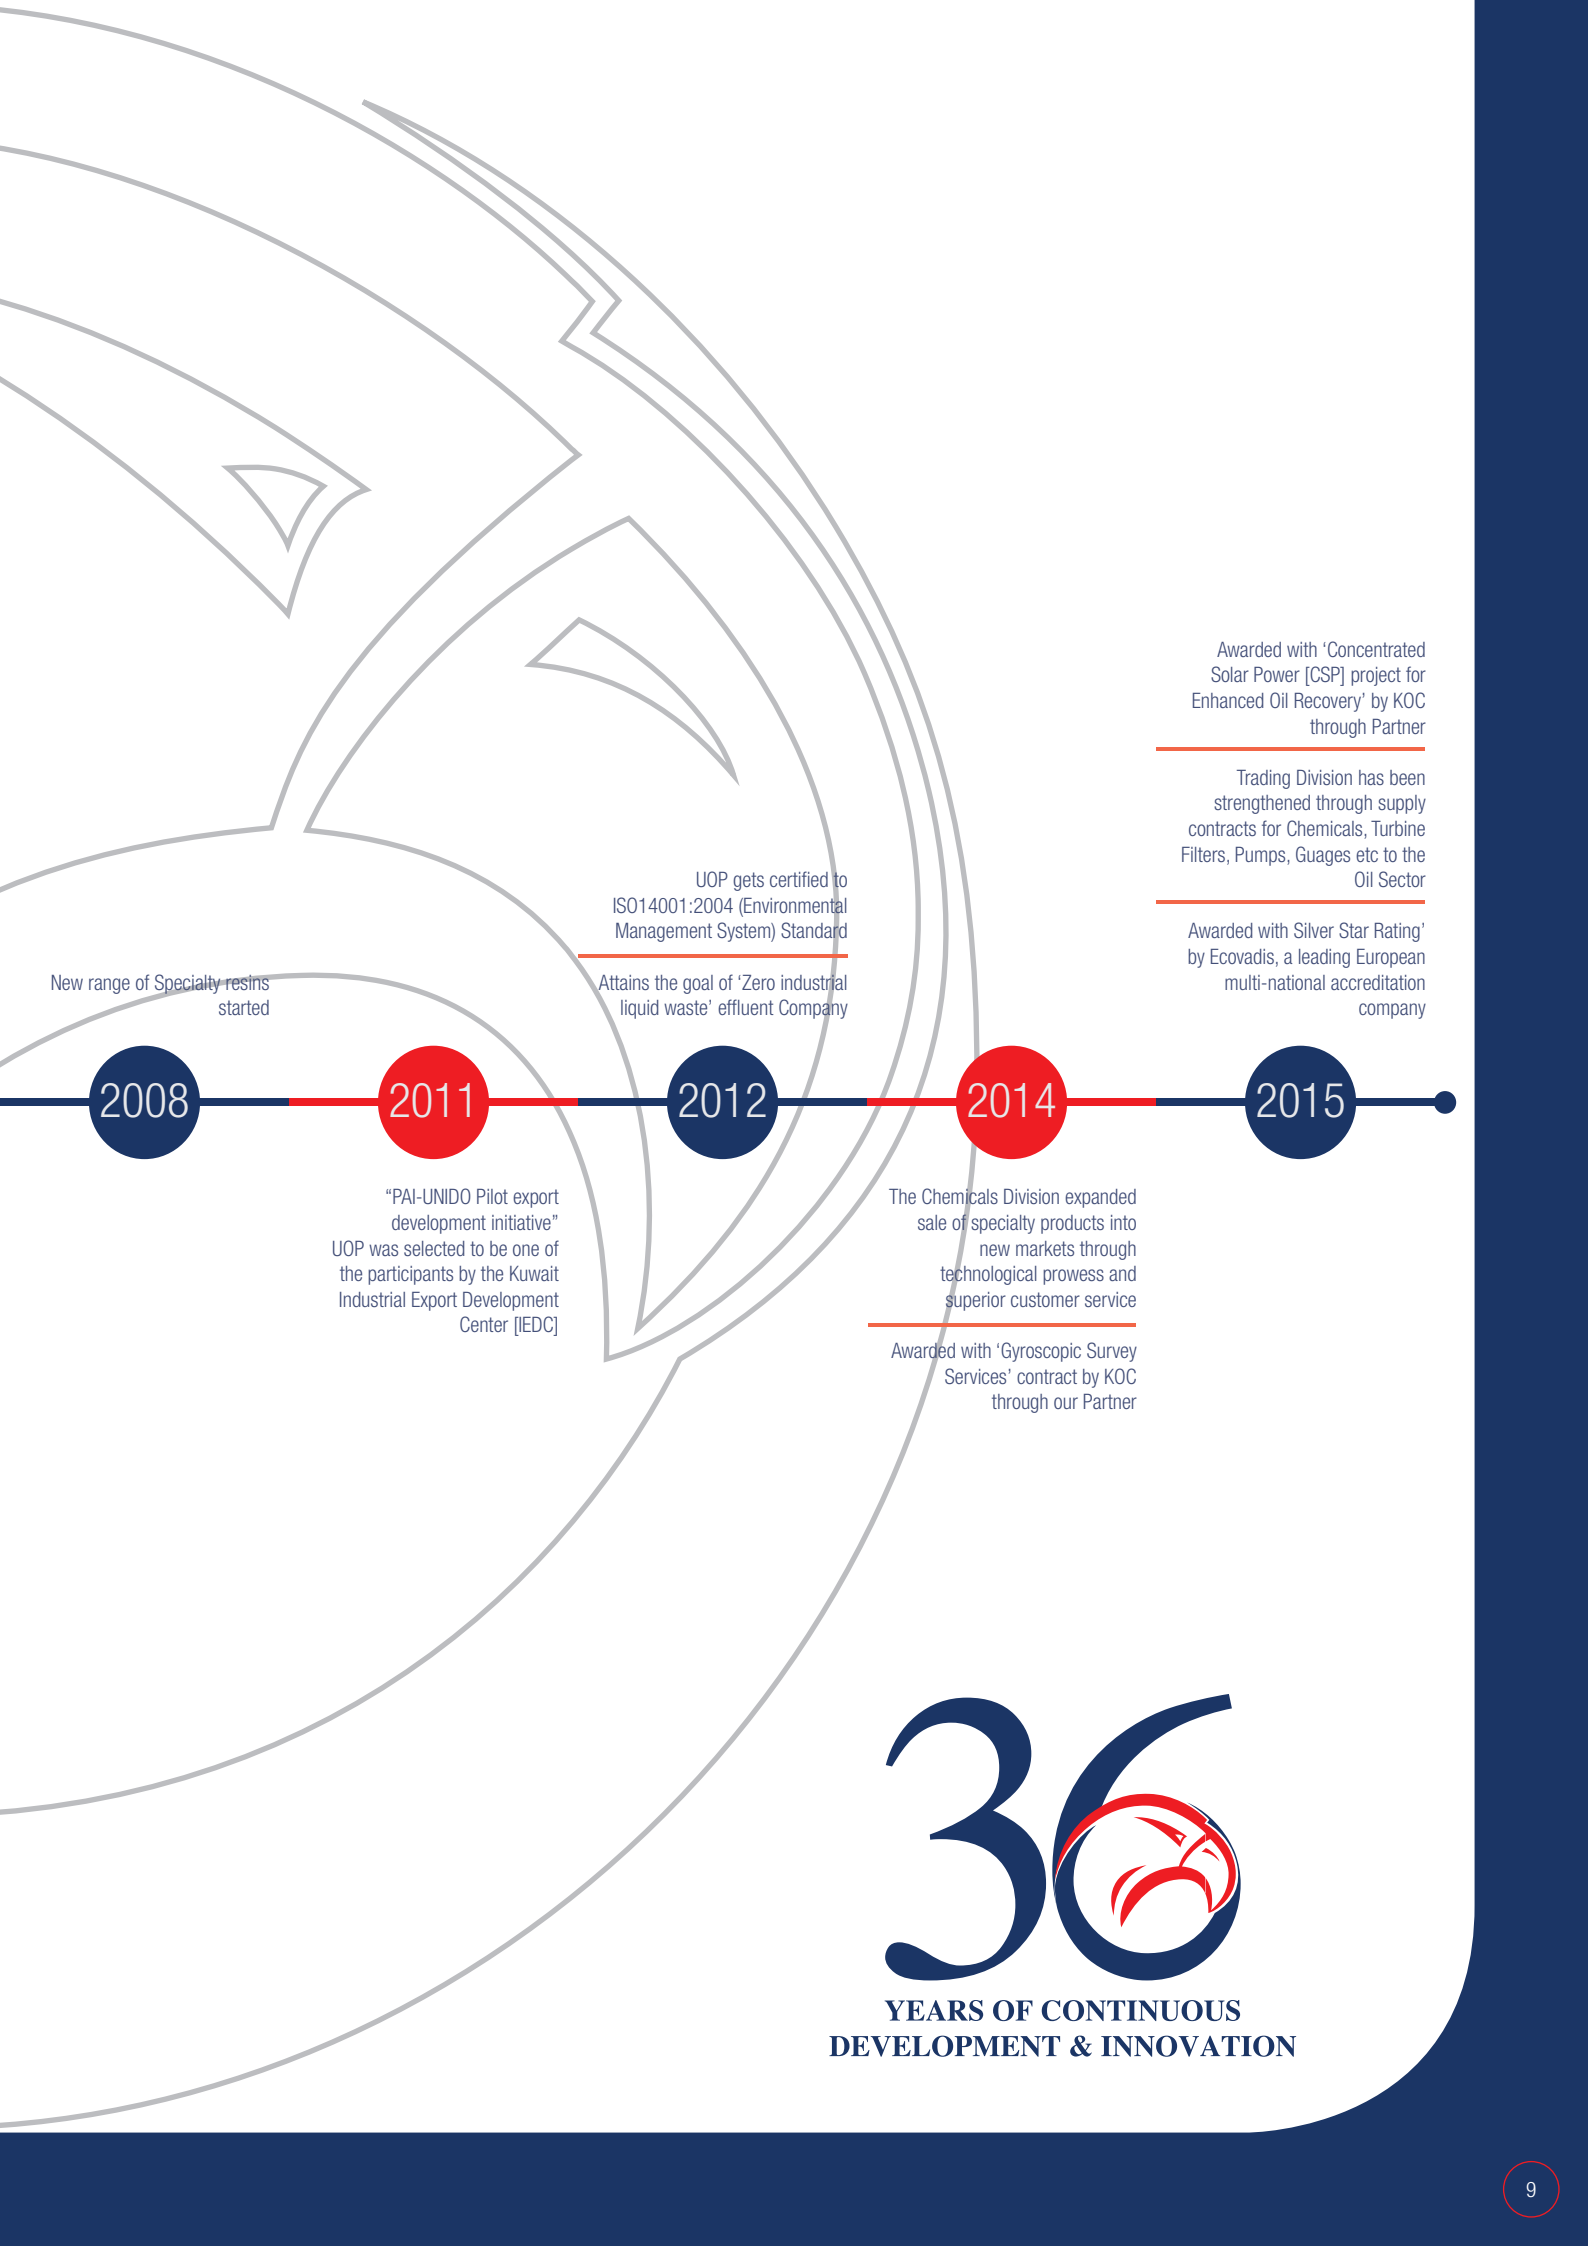 New range of Specialty resins
started
2008
2011
“PAI-UNIDO Pilot export
development initiative”
UOP was selected to be one of
the participants by the Kuwait
Industrial Export Development
Center [IEDC]
UOP gets certified to
ISO14001:2004 (Environmental
Management System) Standard
Attains the goal of ‘Zero industrial
liquid waste’ effluent Company
2012
2014
The Chemicals Division expanded
sale of specialty products into
new markets through
technological prowess and
superior customer service
Awarded with ‘Gyroscopic Survey
Services’ contract by KOC
through our Partner
Awarded with ‘Concentrated
Solar Power [CSP] project for
Enhanced Oil Recovery’ by KOC
through Partner
Trading Division has been
strengthened through supply
contracts for Chemicals, Turbine
Filters, Pumps, Guages etc to the
Oil Sector
Awarded with Silver Star Rating’
by Ecovadis, a leading European
multi-national accreditation
company
2015
36
YEARS OF CONTINUOUS
DEVELOPMENT & INNOVATION
9